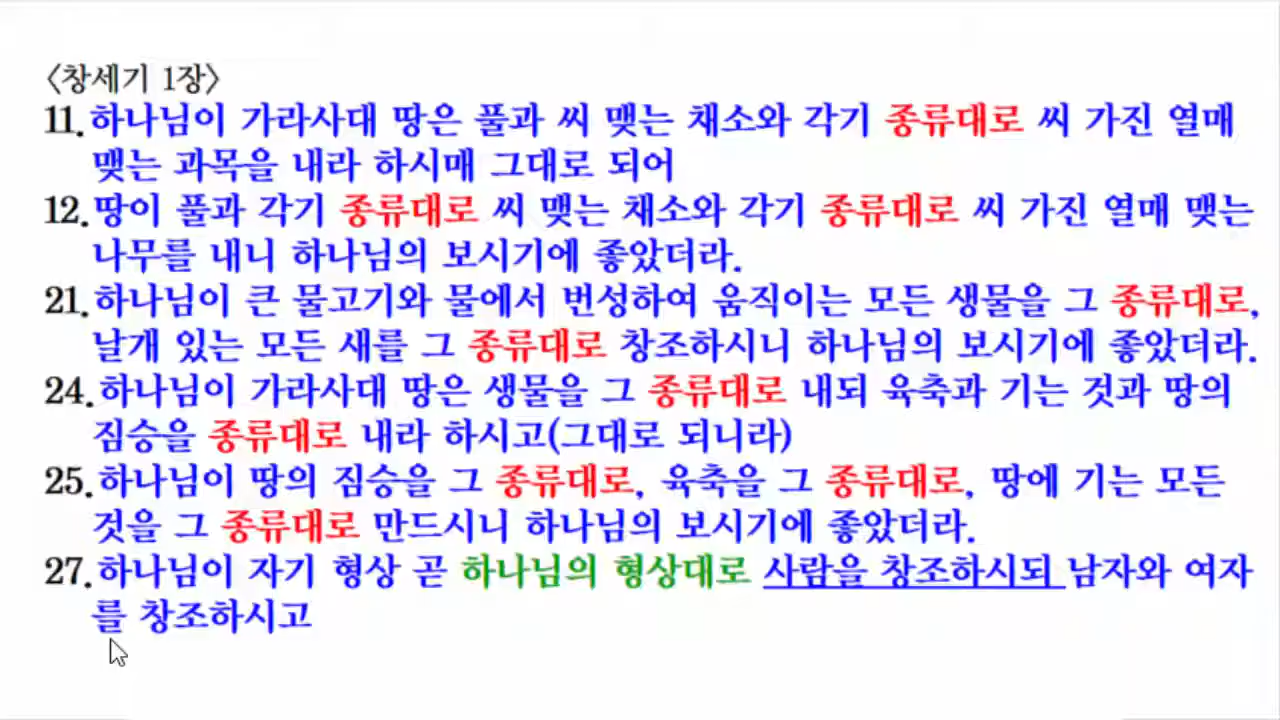 〈창세기 1장〉
11. 하나님이 가라사대 땅은 풀과 씨 맺는 채소와 각기 종류대로 씨 가진 열매
맺는 과목을 내라 하시매 그대로 되어
12. 땅이 풀과 각기 종류대로 씨 맺는 채소와 각기 종류대로 씨 가진 열매 맺는
나무를 내니 하나님의 보시기에 좋았더라.
21. 하나님이 큰 물고기와 물에서 번성하여 움직이는 모든 생물을 그 종류대로,
날개 있는 모든 새를 그 종류대로 창조하시니 하나님의 보시기에 좋았더라.
24. 하나님이 가라사대 땅은 생물을 그 종류대로 내되 육축과 기는 것과 땅의
짐승을 종류대로 내라 하시고(그대로 되니라)
25. 하나님이 땅의 짐승을 그 종류대로, 육축을 그 종류대로, 땅에 기는 모든
것을 그 종류대로 만드시니 하나님의 보시기에 좋았더라.
27. 하나님이 자기 형상 곧 하나님의 형상대로 사람을 창조하시되 남자와 여자
를 창조하시고